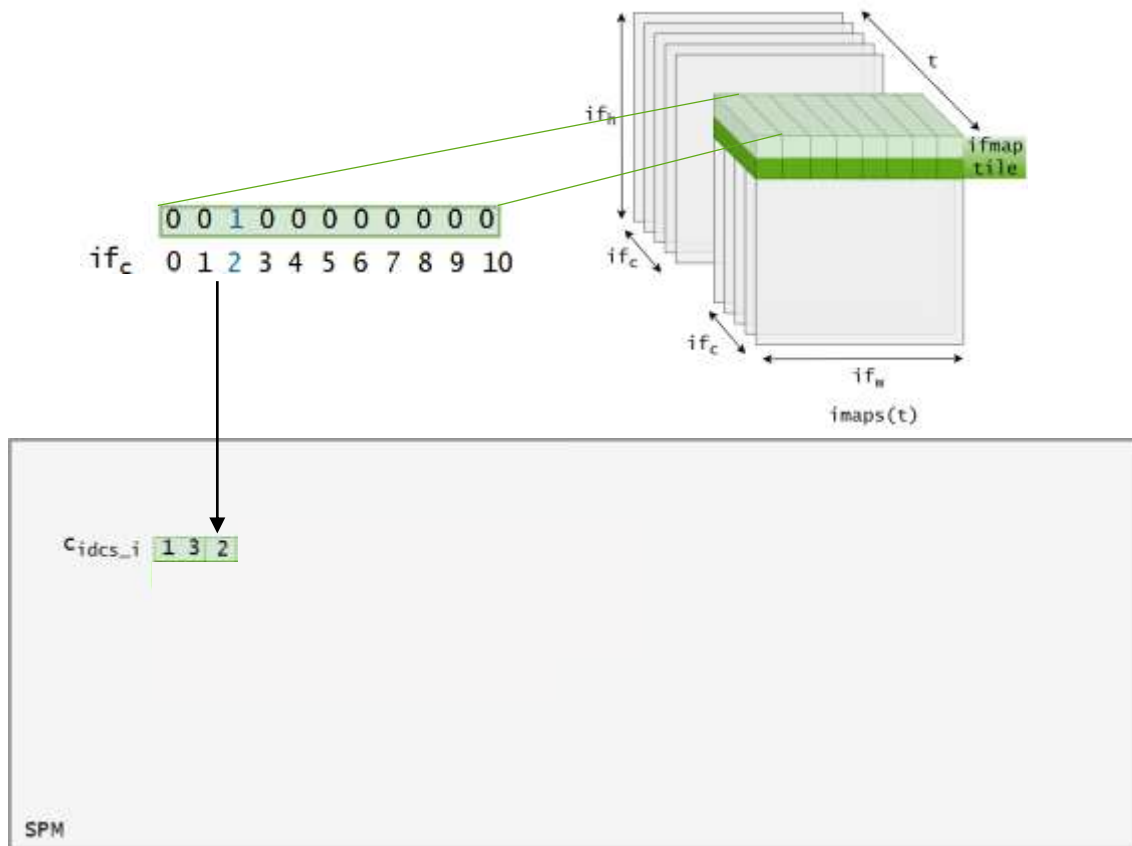 t
if_h
ifmap
tile
0 0 1 0 0 0 0 0 0 0 0
if_c 0 1 2 3 4 5 6 7 8 9 10
if_c
if_c
if_w
imaps(t)
c_idcs_i 1 3 2
SPM